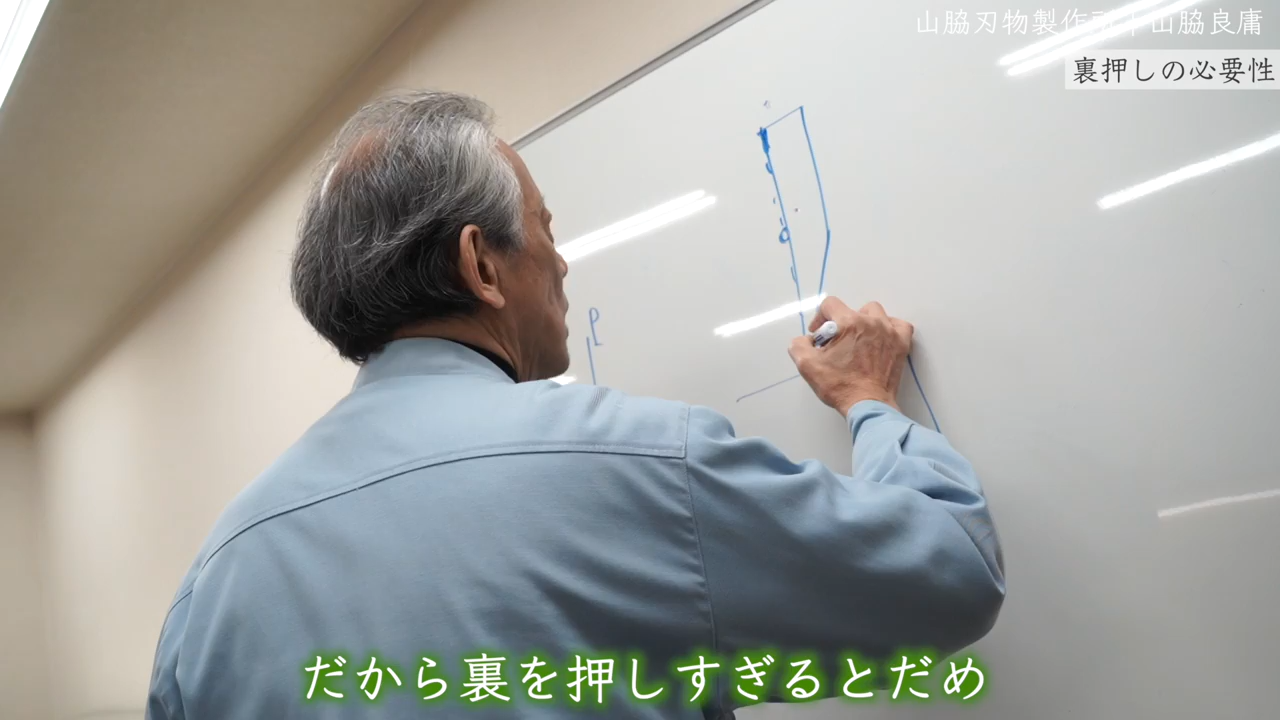 山脇刃物製作所 山脇良庸
裏押しの必要性
だから裏を押しすぎるとだめ